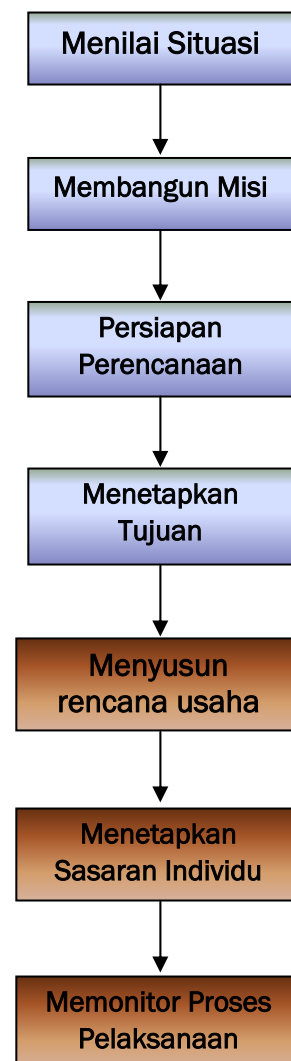 Menilai Situasi
Membangun Misi
Persiapan
Perencanaan
Menetapkan
Tujuan
Menyusun
rencana usaha
Menetapkan
Sasaran Individu
Memonitor Proses
Pelaksanaan